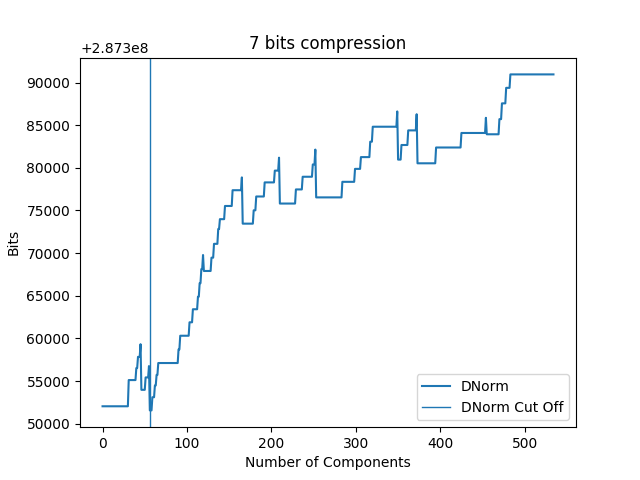 7 bits compression
+2.873e8
90000
85000
80000
75000
70000
65000
60000
55000
50000
Bits
0 100 200 300 400 500
Number of Components
DNorm
DNorm Cut Off